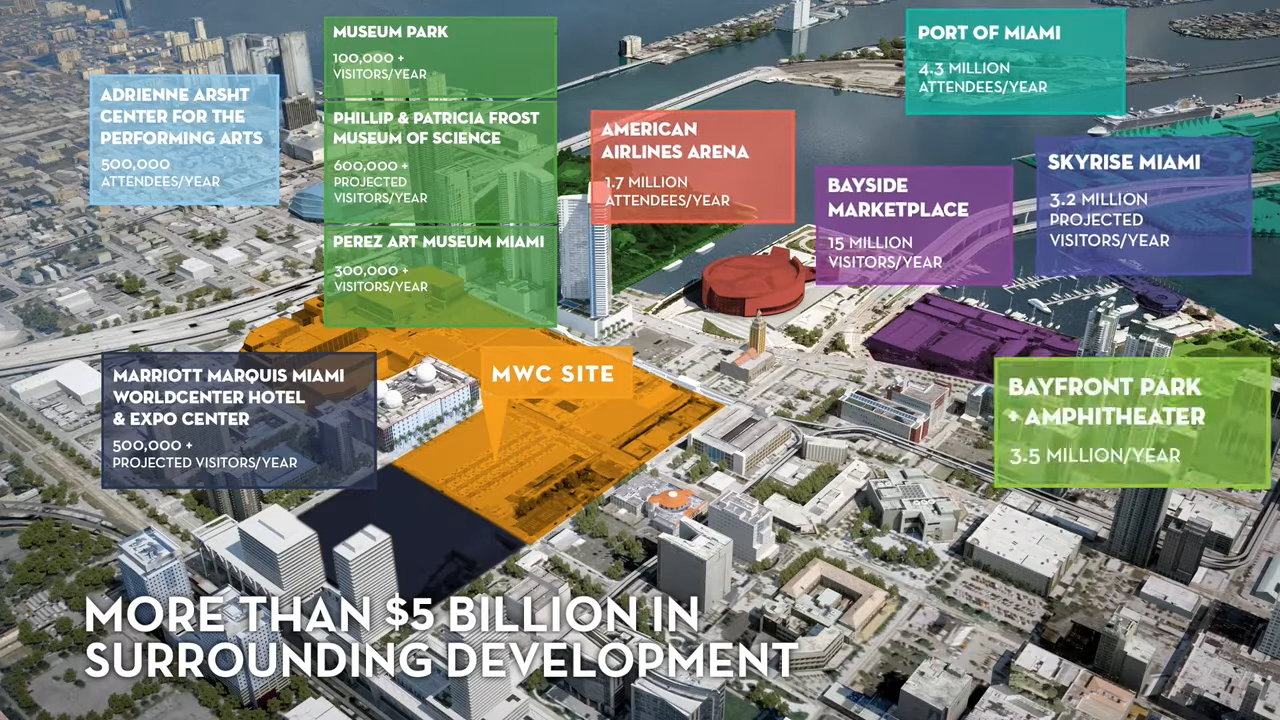 MUSEUM PARK
100,000 +
VISITORS/YEAR
PORT OF MIAMI
4.3 MILLION
ATTENDEES/YEAR
ADRIENNE ARSHT
CENTER FOR THE
PERFORMING ARTS
500,000
ATTENDEES/YEAR
PHILLIP & PATRICIA FROST
MUSEUM OF SCIENCE
600,000 +
PROJECTED
VISITORS/YEAR
AMERICAN
AIRLINES ARENA
1.7 MILLION
ATTENDEES/YEAR
BAYSIDE
MARKETPLACE
15 MILLION
VISITORS/YEAR
SKYRISE MIAMI
3.2 MILLION
PROJECTED
VISITORS/YEAR
PEREZ ART MUSEUM MIAMI
300,000 +
VISITORS/YEAR
MARRIOTT MARQUIS MIAMI
WORLDCENTER HOTEL
& EXPO CENTER
500,000 +
PROJECTED VISITORS/YEAR
MWC SITE
BAYFRONT PARK
+ AMPHITHEATER
3.5 MILLION/YEAR
MORE THAN $5 BILLION IN
SURROUNDING DEVELOPMENT